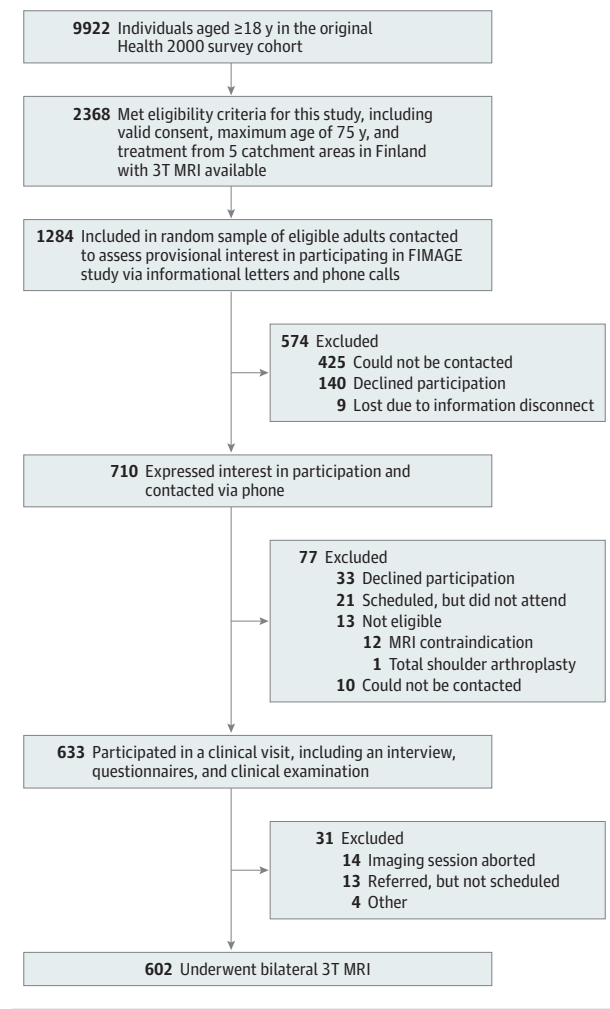 9922 Individuals aged ≥18 y in the original
Health 2000 survey cohort
2368 Met eligibility criteria for this study, including
valid consent, maximum age of 75 y, and
treatment from 5 catchment areas in Finland
with 3T MRI available
1284 Included in random sample of eligible adults contacted
to assess provisional interest in participating in FIMAGE
study via informational letters and phone calls
574 Excluded
425 Could not be contacted
140 Declined participation
9 Lost due to information disconnect
710 Expressed interest in participation and
contacted via phone
77 Excluded
33 Declined participation
21 Scheduled, but did not attend
13 Not eligible
12 MRI contraindication
1 Total shoulder arthroplasty
10 Could not be contacted
633 Participated in a clinical visit, including an interview,
questionnaires, and clinical examination
31 Excluded
14 Imaging session aborted
13 Referred, but not scheduled
4 Other
602 Underwent bilateral 3T MRI